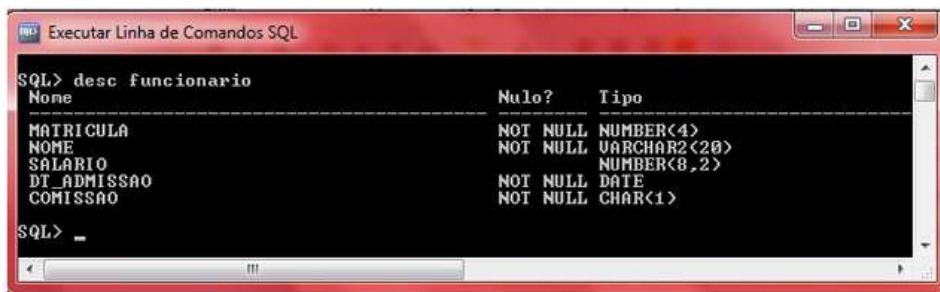 Executar Linha de Comandos SQL
SQL> desc funcionario
Nome Nulo? Tipo
MATRICULA NOT NULL NUMBER(4)
NOME NOT NULL VARCHAR2(20)
SALARIO NUMBER(8,2)
DT_ADMISSAO NOT NULL DATE
COMISSAO NOT NULL CHAR(1)
SQL> _